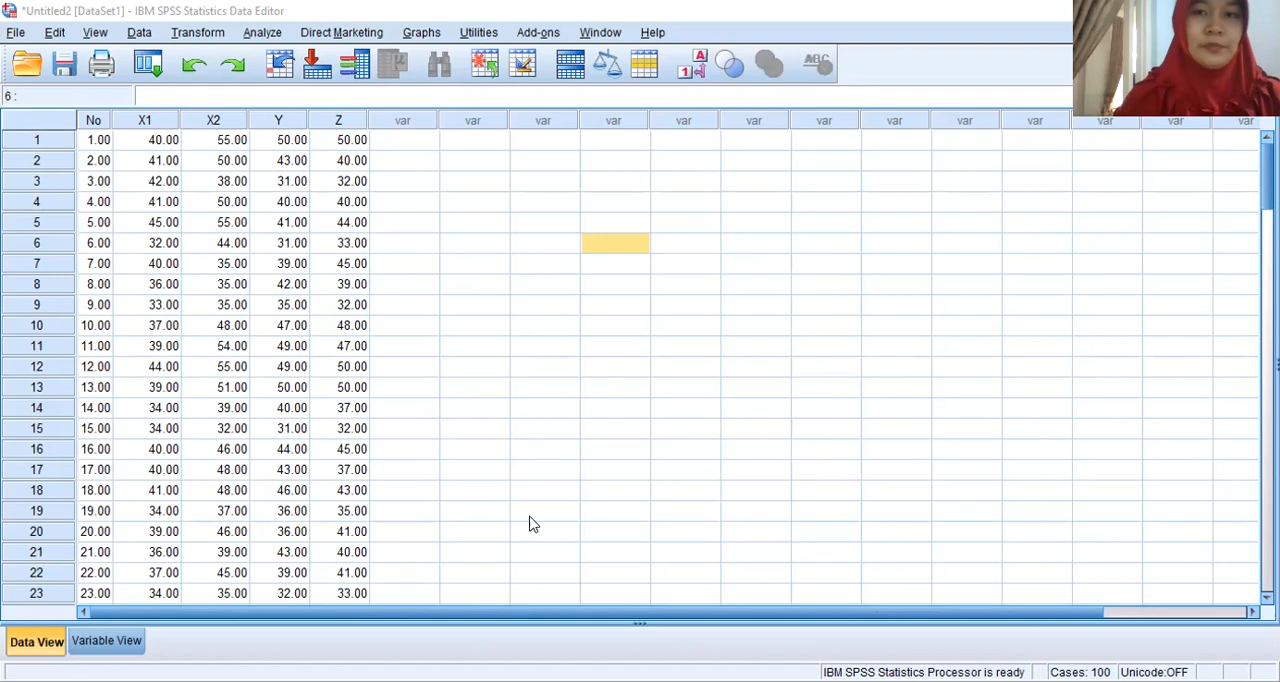 *Untitled2 [DataSet1] - IBM SPSS Statistics Data Editor
File Edit View Data Transform Analyze Direct Marketing Graphs Utilities Add-ons Window Help
6 :
No X1 X2 Y Z var var var var var var var var var var var var var
1 1.00 40.00 55.00 50.00 50.00
2 2.00 41.00 50.00 43.00 40.00
3 3.00 42.00 38.00 31.00 32.00
4 4.00 41.00 50.00 40.00 40.00
5 5.00 45.00 55.00 41.00 44.00
6 6.00 32.00 44.00 31.00 33.00
7 7.00 40.00 35.00 39.00 45.00
8 8.00 36.00 35.00 42.00 39.00
9 9.00 33.00 35.00 35.00 32.00
10 10.00 37.00 48.00 47.00 48.00
11 11.00 39.00 54.00 49.00 47.00
12 12.00 44.00 55.00 49.00 50.00
13 13.00 39.00 51.00 50.00 50.00
14 14.00 34.00 39.00 40.00 37.00
15 15.00 34.00 32.00 31.00 32.00
16 16.00 40.00 46.00 44.00 45.00
17 17.00 40.00 48.00 43.00 37.00
18 18.00 41.00 48.00 46.00 43.00
19 19.00 34.00 37.00 36.00 35.00
20 20.00 39.00 46.00 36.00 41.00
21 21.00 36.00 39.00 43.00 40.00
22 22.00 37.00 45.00 39.00 41.00
23 23.00 34.00 35.00 32.00 33.00
Data View Variable View
IBM SPSS Statistics Processor is ready Cases: 100 Unicode:OFF